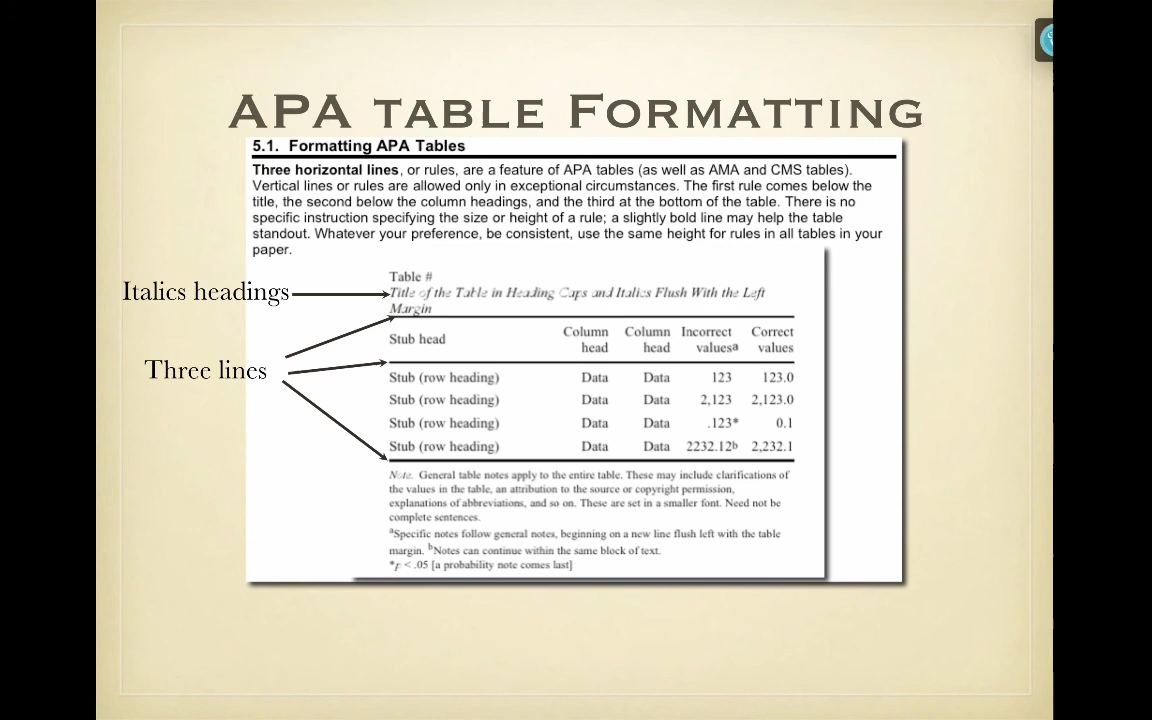 APA TABLE FORMATTING
5.1. Formatting APA Tables
Three horizontal lines, or rules, are a feature of APA tables (as well as AMA and CMS tables).
Vertical lines or rules are allowed only in exceptional circumstances. The first rule comes below the
title, the second below the column headings, and the third at the bottom of the table. There is no
specific instruction specifying the size or height of a rule; a slightly bold line may help the table
standout. Whatever your preference, be consistent, use the same height for rules in all tables in your
paper.
Table #
Italics headings
Title of the Table in Heading Caps and Italics Flush With the Left
Margin
Stub head
Column head
Column head
Incorrect valuesa
Correct values
Three lines
Stub (row heading) Data Data 123 123.0
Stub (row heading) Data Data 2,123 2,123.0
Stub (row heading) Data Data .123* 0.1
Stub (row heading) Data Data 2232.12b 2,232.1
Note. General table notes apply to the entire table. These may include clarifications of
the values in the table, an attribution to the source or copyright permission,
explanations of abbreviations, and so on. These are set in a smaller font. Need not be
complete sentences.
aSpecific notes follow general notes, beginning on a new line flush left with the table
margin. bNotes can continue within the same block of text.
*p < .05 [a probability note comes last]